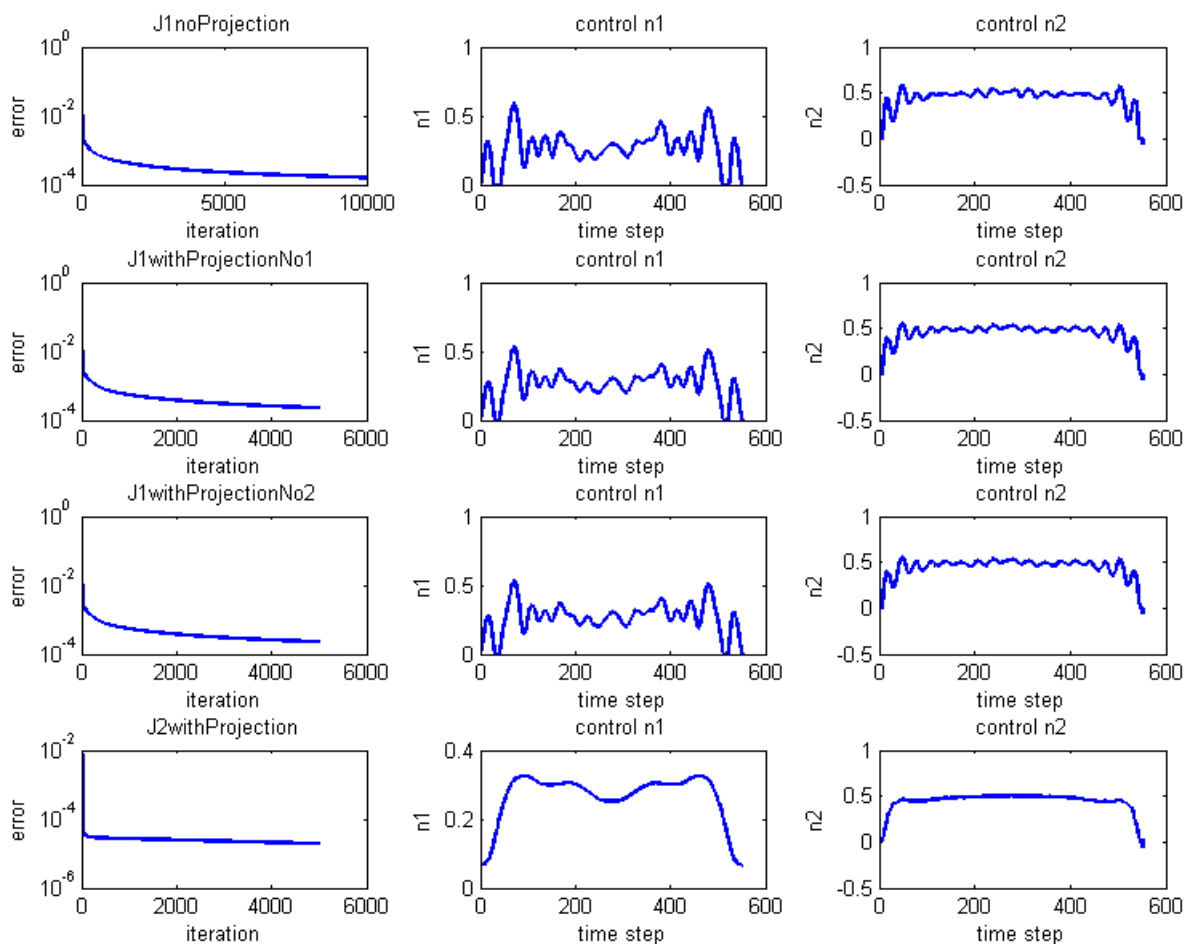 J1noProjection control n1 control n2
10^0 1 1
error 10^-2 n1 0.5 n2 0.5
0
10^-4 0 -0.5
0 5000 10000 0 200 400 600 0 200 400 600
iteration time step time step
J1withProjectionNo1 control n1 control n2
10^0 1 1
error 10^-2 n1 0.5 n2 0.5
0
10^-4 0 -0.5
0 2000 4000 6000 0 200 400 600 0 200 400 600
iteration time step time step
J1withProjectionNo2 control n1 control n2
10^0 1 1
error 10^-2 n1 0.5 n2 0.5
0
10^-4 0 -0.5
0 2000 4000 6000 0 200 400 600 0 200 400 600
iteration time step time step
J2withProjection control n1 control n2
10^-2 0.4 1
error 10^-4 n1 0.2 n2 0.5
0
10^-6 0 -0.5
0 2000 4000 6000 0 200 400 600 0 200 400 600
iteration time step time step